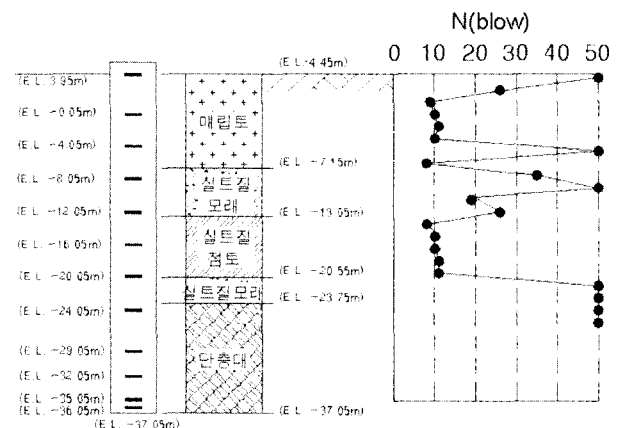 N(blow)
0 10 20 30 40 50
(E.L. 4.45m)
(E.L. 3.95m)
(E.L. -0.05m)
(E.L. -4.05m)
(E.L. -8.05m)
(E.L. -12.05m)
(E.L. -16.05m)
(E.L. -20.05m)
(E.L. -24.05m)
(E.L. -29.05m)
(E.L. -32.05m)
(E.L. -35.05m)
(E.L. -36.05m)
(E.L. -37.05m)
매립토
실트질
모래
실트질
점토
실트질 모래
단층대
(E.L. -7.15m)
(E.L. -13.05m)
(E.L. -20.55m)
(E.L. -23.75m)
(E.L. -37.05m)